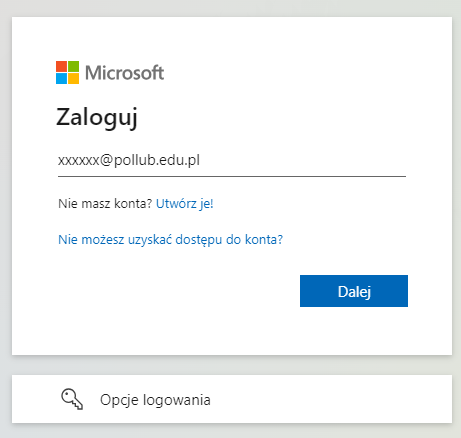 Microsoft
Zaloguj
xxxxxx@pollub.edu.pl
Nie masz konta? Utwórz je!
Nie możesz uzyskać dostępu do konta?
Dalej
Opcje logowania